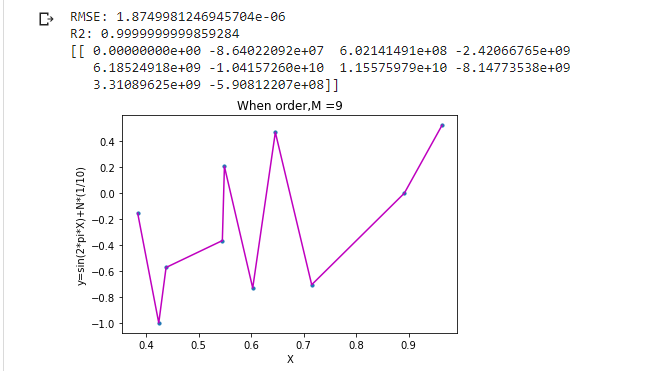 RMSE: 1.8749981246945704e-06
R2: 0.9999999999859284
[[ 0.00000000e+00 -8.64022092e+07 6.02141491e+08 -2.42066765e+09
6.18524918e+09 -1.04157260e+10 1.15575979e+10 -8.14773538e+09
3.31089625e+09 -5.90812207e+08]]
When order,M =9
y=sin(2*pi*X)+N*(1/10)
0.4
0.2
0.0
−0.2
−0.4
−0.6
−0.8
−1.0
0.4 0.5 0.6 0.7 0.8 0.9
X